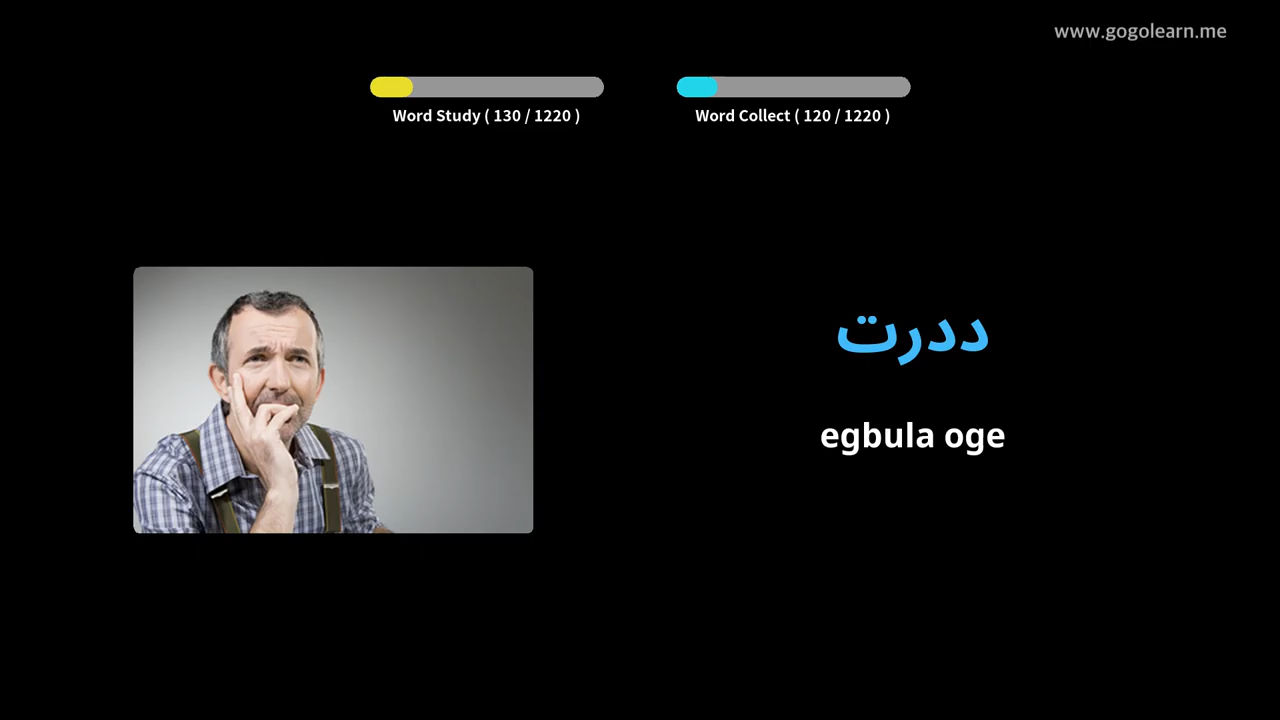 www.gogolearn.me
Word Study ( 130 / 1220 )
Word Collect ( 120 / 1220 )
ددرت
egbula oge